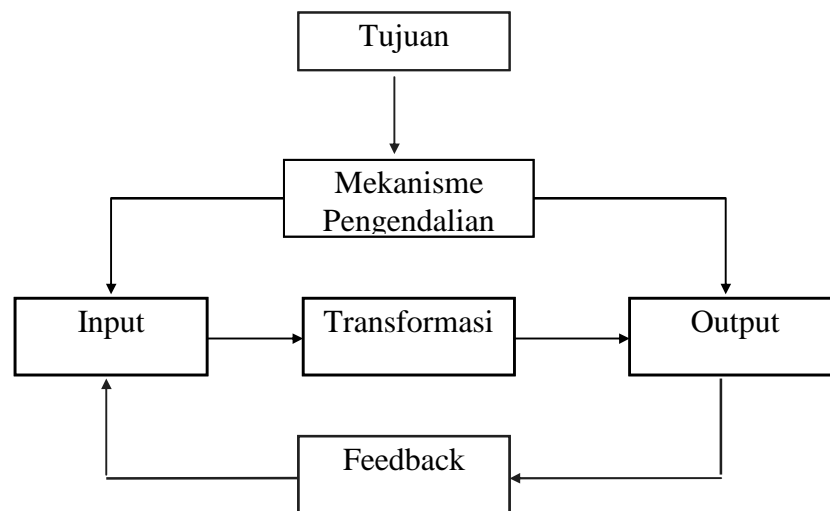 Tujuan
Mekanisme
Pengendalian
Input
Transformasi
Output
Feedback